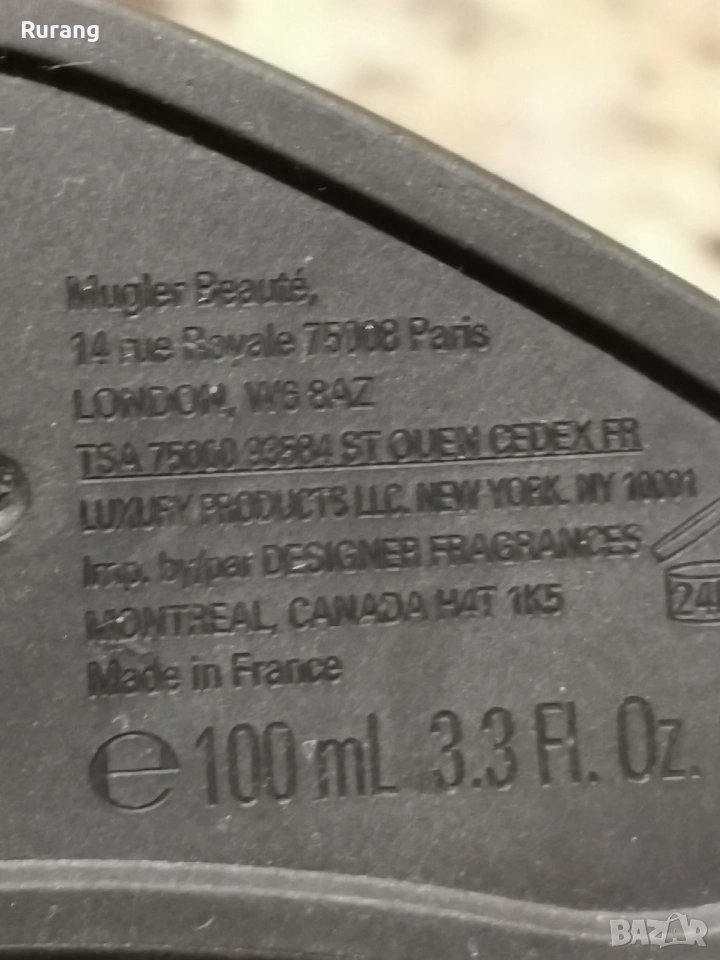 Rurang
Mugler Beauté,
14 rue Royale 75008 Paris
LONDON, W6 8AZ
TSA 75000 93584 ST OUEN CEDEX FR
LUXURY PRODUCTS LLC. NEW YORK. NY 10001
Imp. by/par DESIGNER FRAGRANCES
MONTREAL, CANADA H4T 1K5
Made in France
℮ 100 mL 3.3 Fl. Oz.
BAZAR